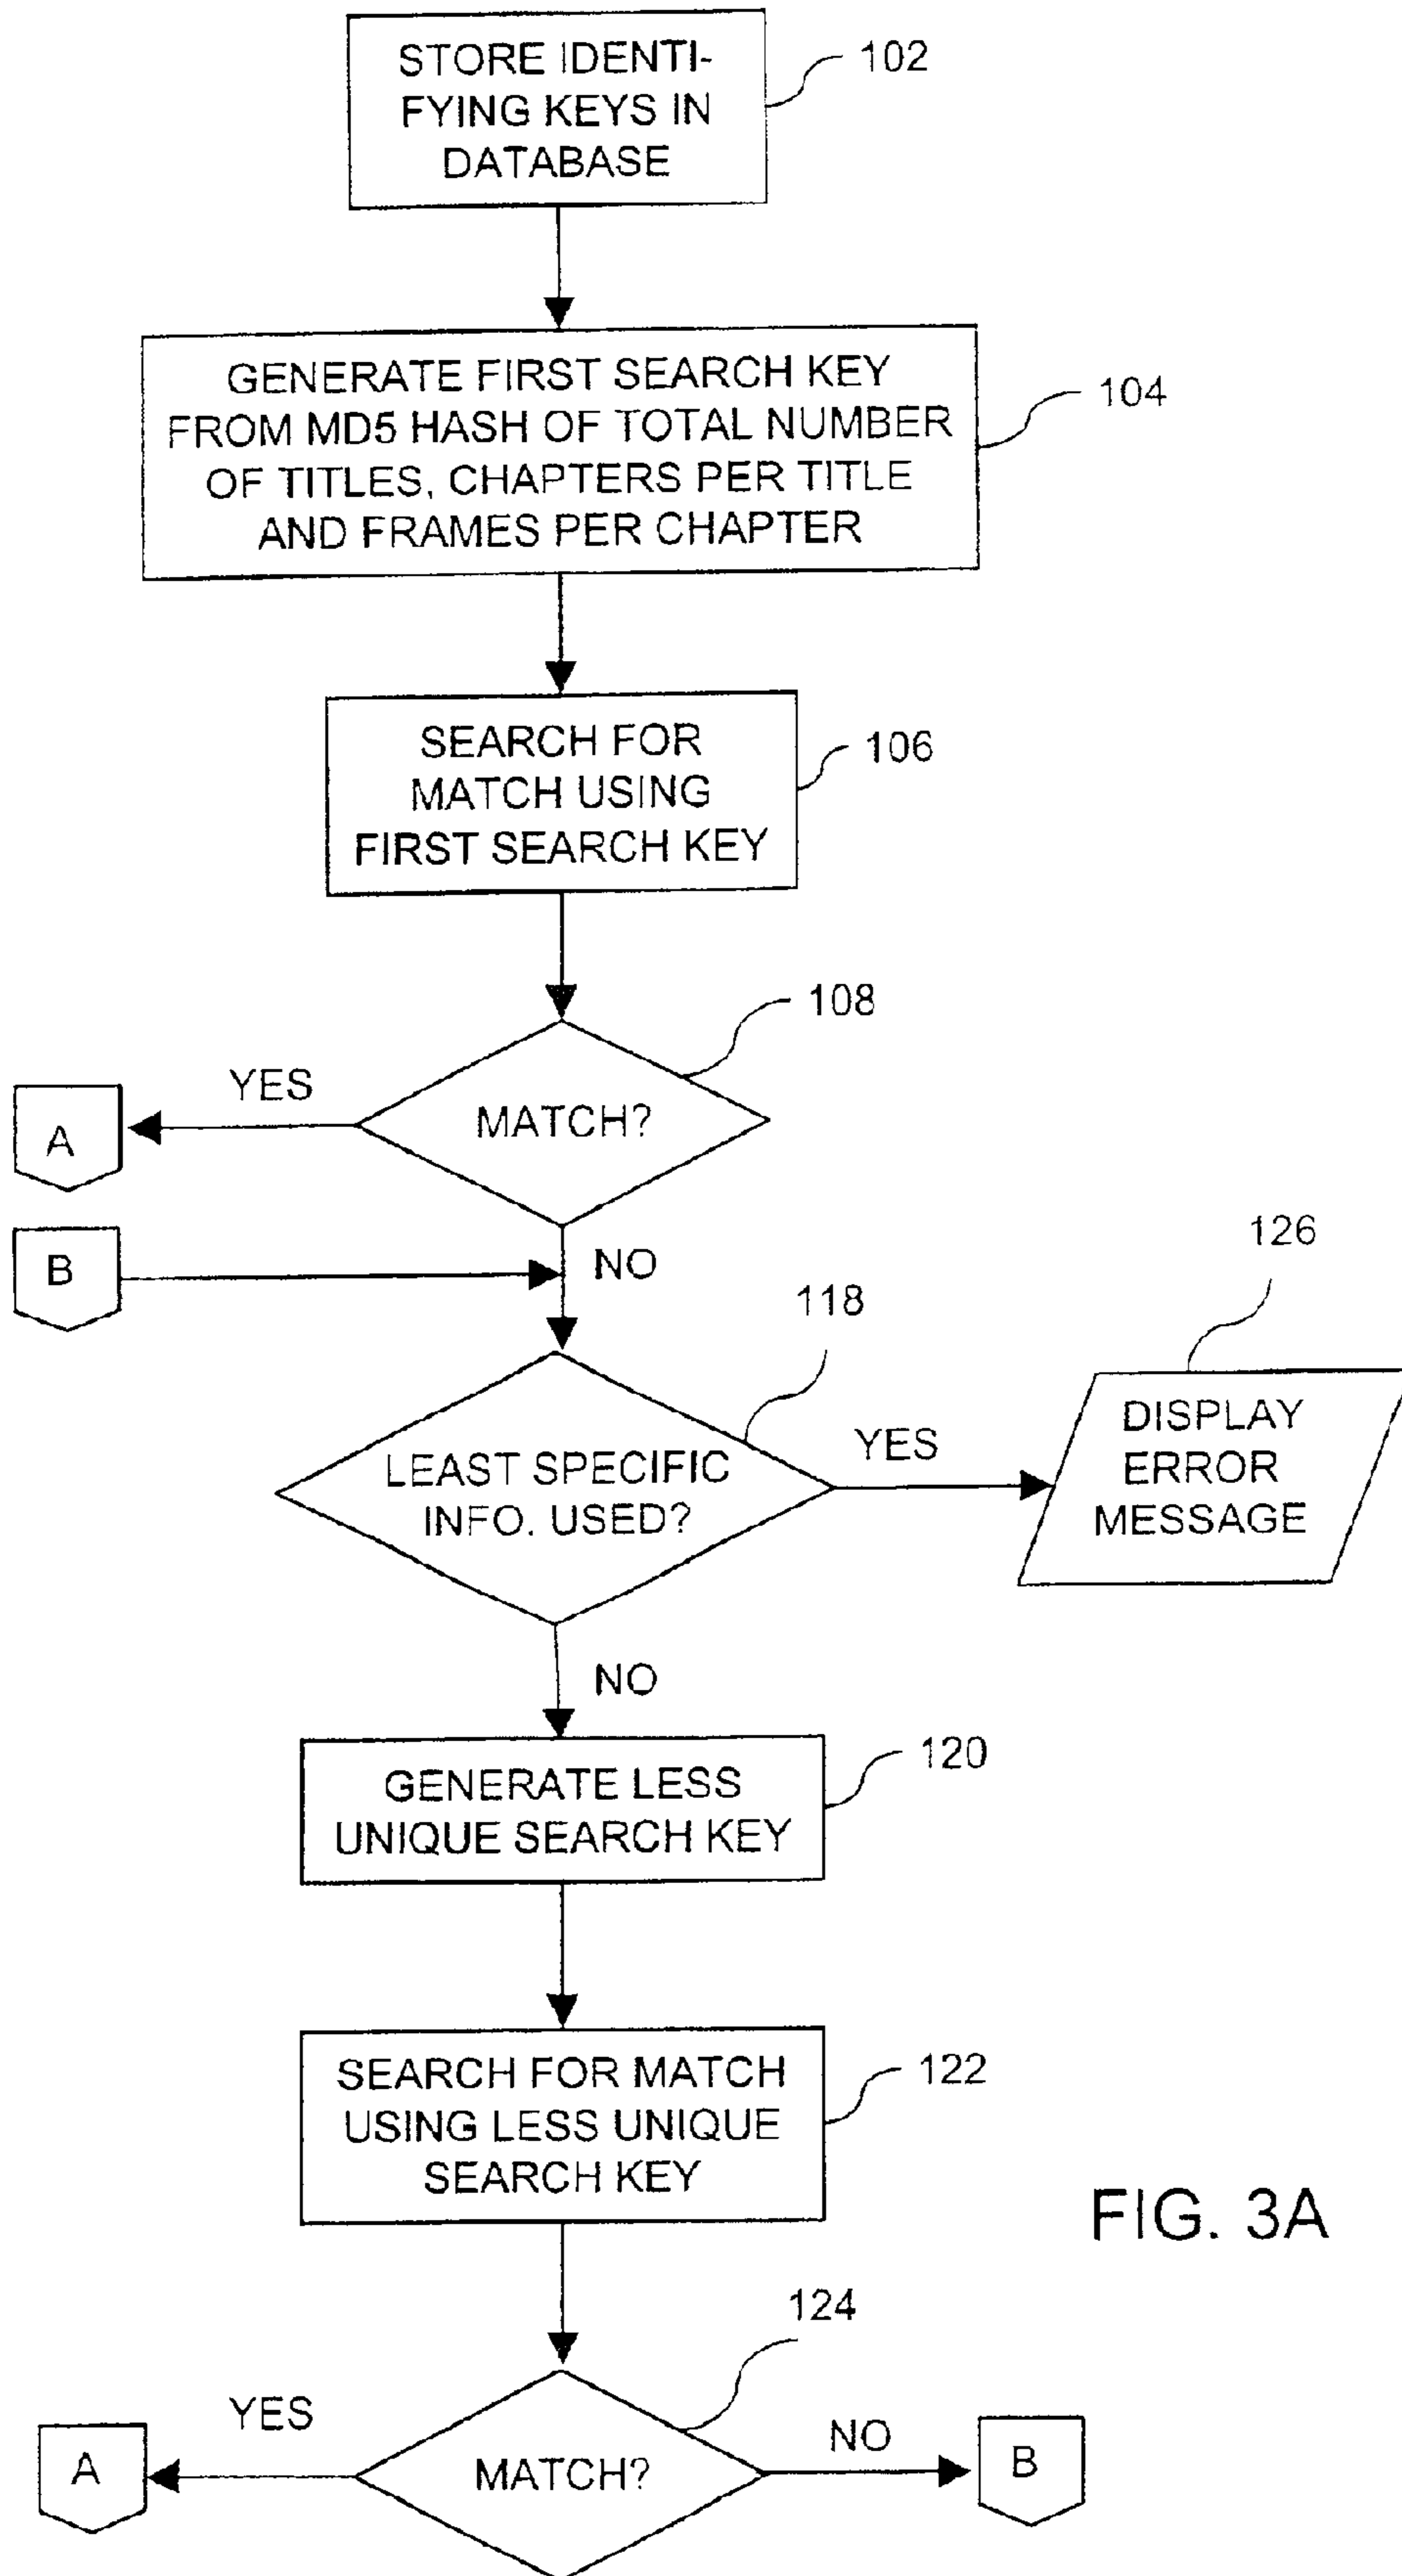 STORE IDENTI-
FYING KEYS IN
DATABASE
102
GENERATE FIRST SEARCH KEY
FROM MD5 HASH OF TOTAL NUMBER
OF TITLES, CHAPTERS PER TITLE
AND FRAMES PER CHAPTER
104
SEARCH FOR
MATCH USING
FIRST SEARCH KEY
106
108
YES
MATCH?
A
B
NO
126
118
LEAST SPECIFIC
INFO. USED?
YES
DISPLAY
ERROR
MESSAGE
NO
GENERATE LESS
UNIQUE SEARCH KEY
120
SEARCH FOR MATCH
USING LESS UNIQUE
SEARCH KEY
122
FIG. 3A
124
YES
MATCH?
NO
A
B